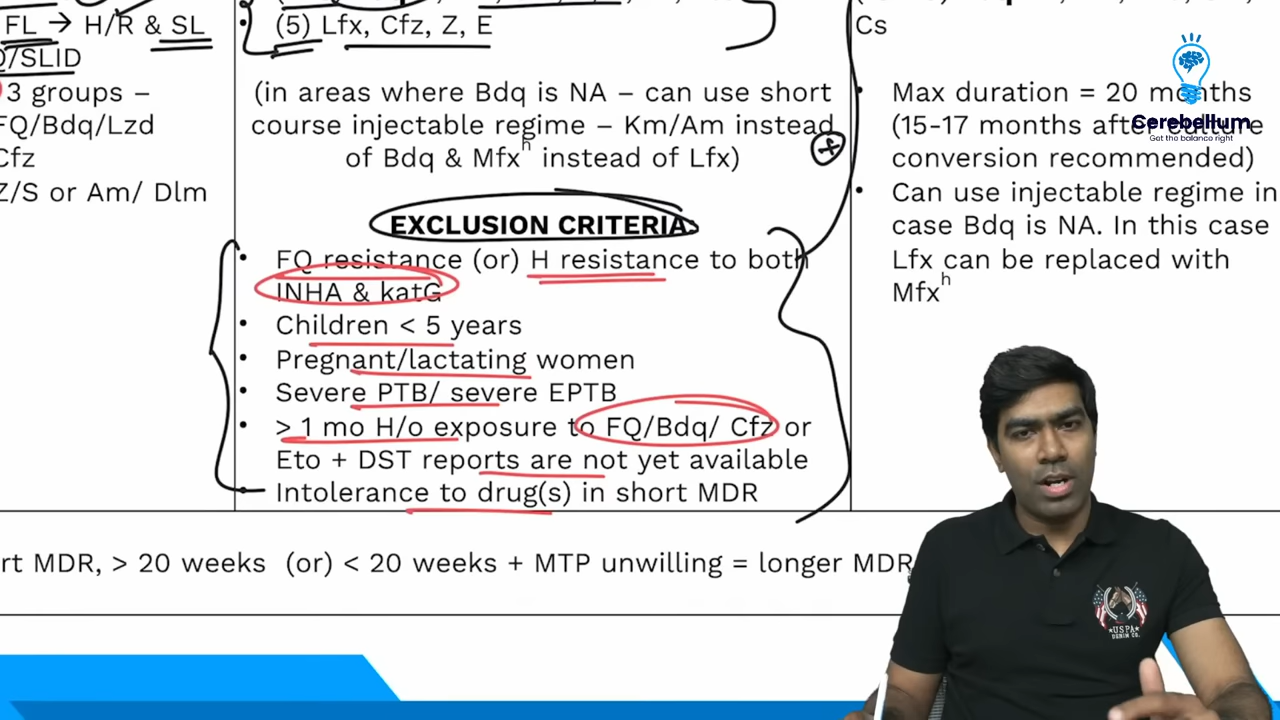 FL → H/R & SL
Q/SLID
3 groups –
FQ/Bdq/Lzd
Cfz
Z/S or Am/ Dlm
(5) Lfx, Cfz, Z, E
(in areas where Bdq is NA – can use short
course injectable regime – Km/Am instead
of Bdq & Mfxh instead of Lfx)
EXCLUSION CRITERIA:
• FQ resistance (or) H resistance to both
INHA & katG
• Children < 5 years
• Pregnant/lactating women
• Severe PTB/ severe EPTB
• > 1 mo H/o exposure to FQ/Bdq/ Cfz or
Eto + DST reports are not yet available
• Intolerance to drug(s) in short MDR
Cs
• Max duration = 20 months
(15-17 months after culture
conversion recommended)
• Can use injectable regime in
case Bdq is NA. In this case
Lfx can be replaced with
Mfxh
rt MDR, > 20 weeks (or) < 20 weeks + MTP unwilling = longer MDR
Cerebellum
Get the balance right
USPA
DENIM CO.